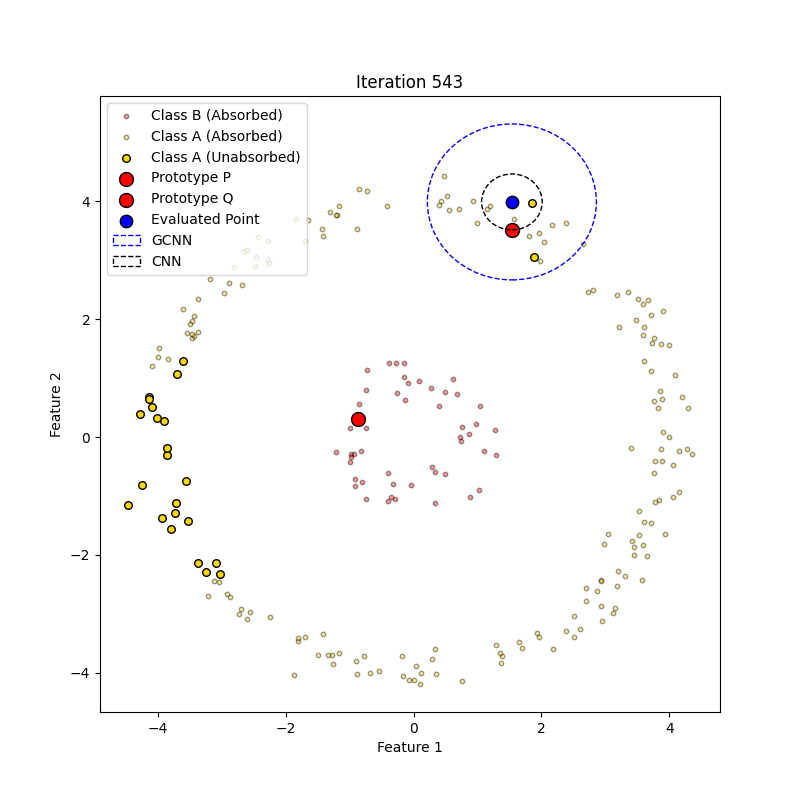 Iteration 543
Class B (Absorbed)
Class A (Absorbed)
Class A (Unabsorbed)
Prototype P
Prototype Q
Evaluated Point
GCNN
CNN
4
2
0
−2
−4
Feature 2
−4 −2 0 2 4
Feature 1